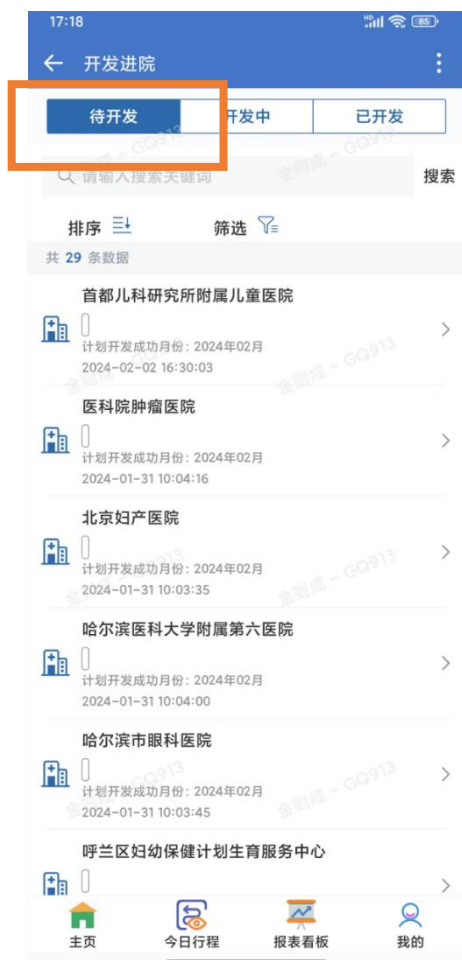 17:18
HD 85
开发进院
待开发 开发中 已开发
请输入搜索关键词 搜索
排序 筛选
共 29 条数据
首都儿科研究所附属儿童医院
计划开发成功月份：2024年02月
2024-02-02 16:30:03
医科院肿瘤医院
计划开发成功月份：2024年02月
2024-01-31 10:04:16
北京妇产医院
计划开发成功月份：2024年02月
2024-01-31 10:03:35
哈尔滨医科大学附属第六医院
计划开发成功月份：2024年02月
2024-01-31 10:04:00
哈尔滨市眼科医院
计划开发成功月份：2024年02月
2024-01-31 10:03:45
呼兰区妇幼保健计划生育服务中心
主页 今日行程 报表看板 我的